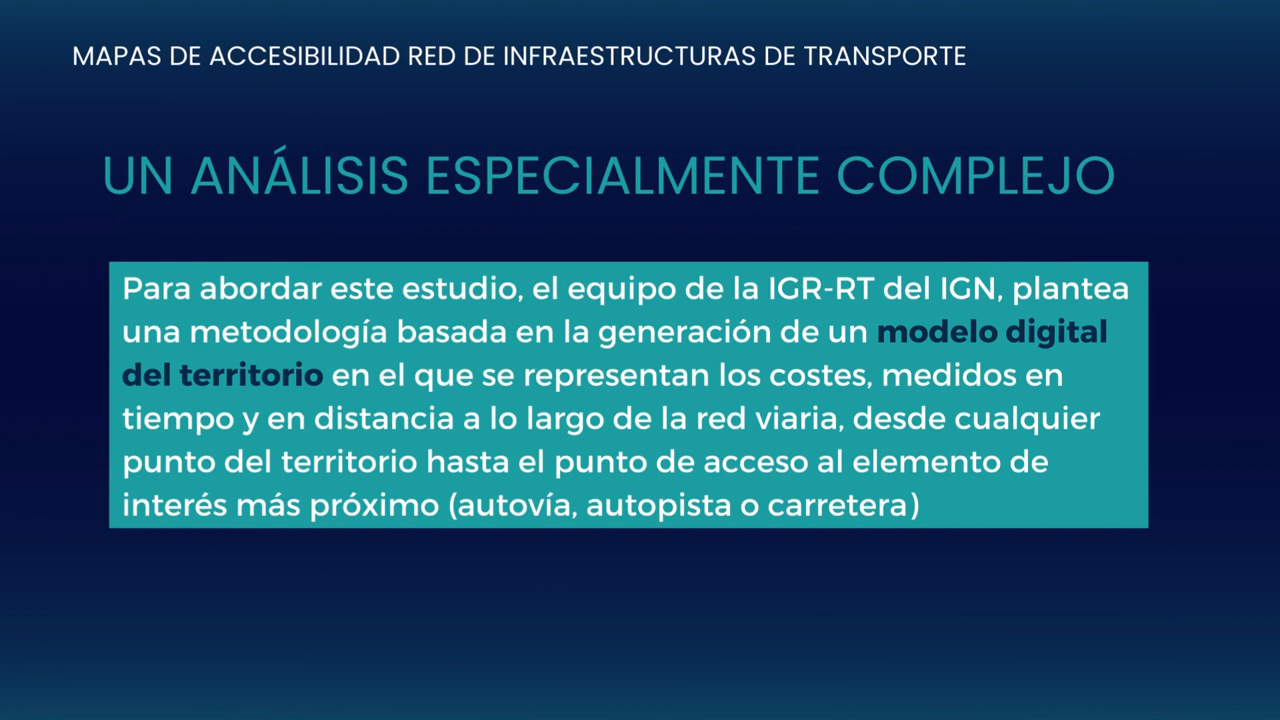 MAPAS DE ACCESIBILIDAD RED DE INFRAESTRUCTURAS DE TRANSPORTE
UN ANÁLISIS ESPECIALMENTE COMPLEJO
Para abordar este estudio, el equipo de la IGR-RT del IGN, plantea
una metodología basada en la generación de un modelo digital
del territorio en el que se representan los costes, medidos en
tiempo y en distancia a lo largo de la red viaria, desde cualquier
punto del territorio hasta el punto de acceso al elemento de
interés más próximo (autovía, autopista o carretera)